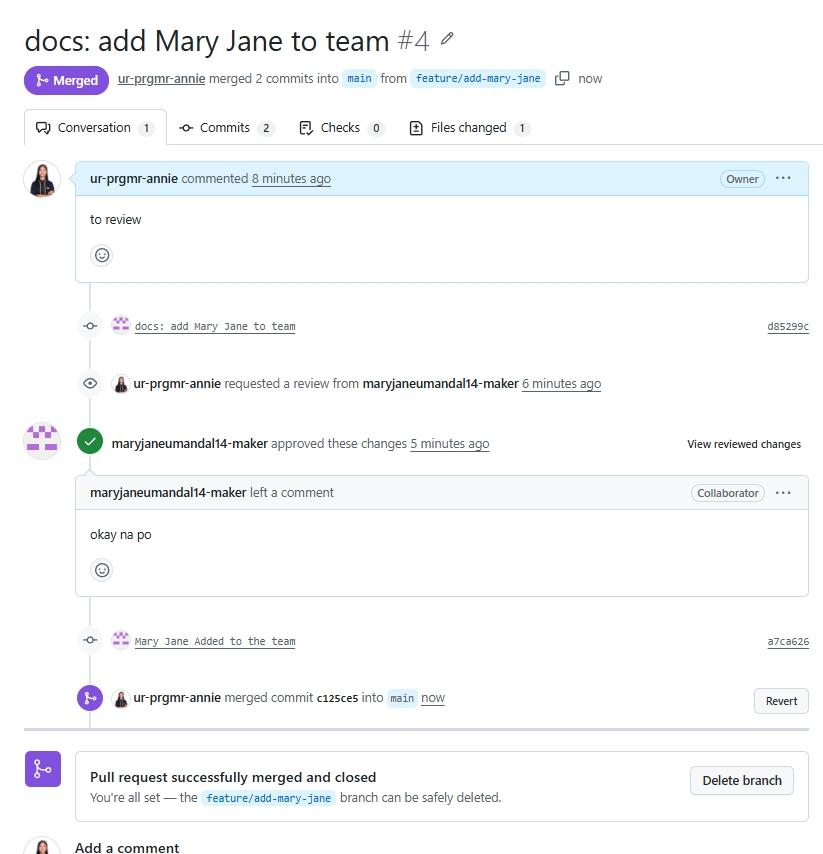 docs: add Mary Jane to team #4
Merged ur-prgmr-annie merged 2 commits into main from feature/add-mary-jane now
Conversation 1 Commits 2 Checks 0 Files changed 1
ur-prgmr-annie commented 8 minutes ago Owner ...
to review
docs: add Mary Jane to team d85299c
ur-prgmr-annie requested a review from maryjaneumandal14-maker 6 minutes ago
maryjaneumandal14-maker approved these changes 5 minutes ago View reviewed changes
maryjaneumandal14-maker left a comment Collaborator ...
okay na po
Mary Jane Added to the team a7ca626
ur-prgmr-annie merged commit c125ce5 into main now Revert
Pull request successfully merged and closed
You're all set — the feature/add-mary-jane branch can be safely deleted. Delete branch
Add a comment